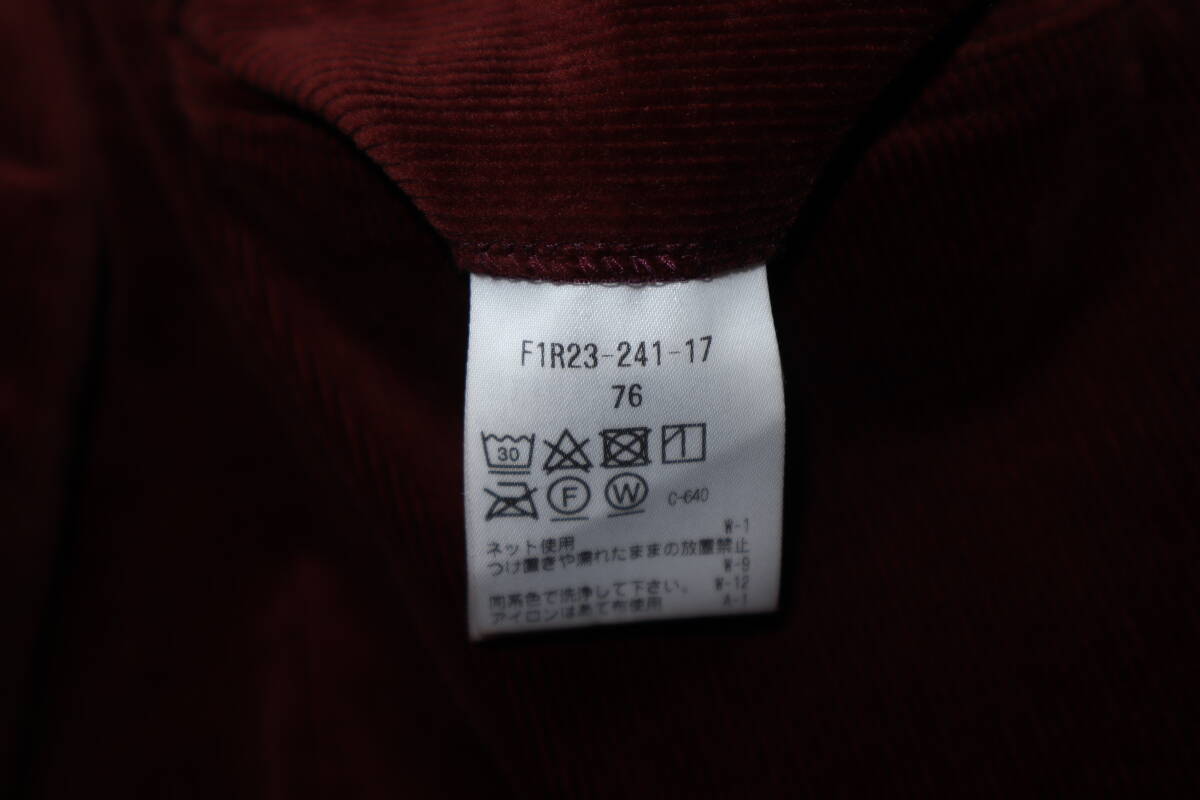 F1R23-241-17
76
30
F W C-640
W-1
ネット使用
つけ置きや濡れたままの放置禁止
W-9
同系色で洗浄して下さい。 W-12
アイロンはあて布使用 A-1